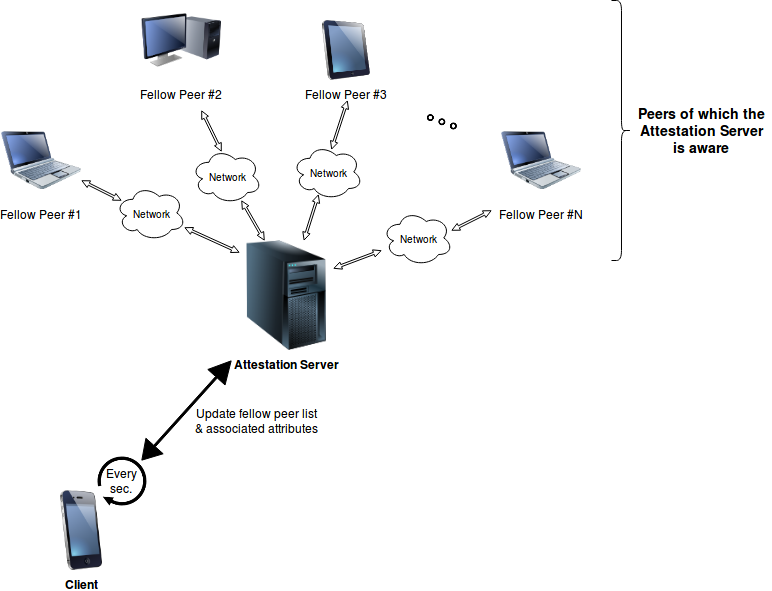 Fellow Peer #2
Fellow Peer #3
Peers of which the
Attestation Server
is aware
Network
Network
Fellow Peer #1
Network
Fellow Peer #N
Network
Attestation Server
Update fellow peer list
& associated attributes
Every
sec.
Client